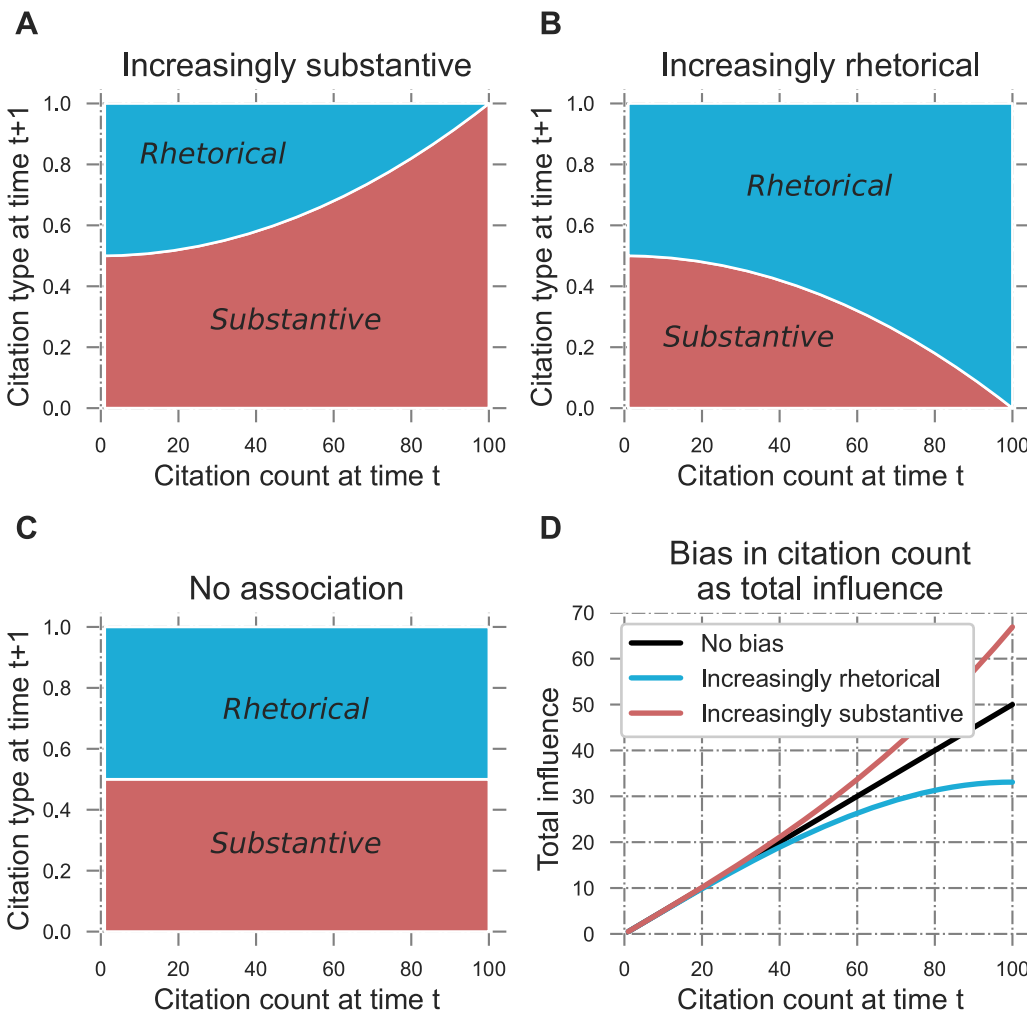 A
Increasingly substantive
Citation type at time t+1
1.0
0.8
0.6
0.4
0.2
0.0
Rhetorical
Substantive
0 20 40 60 80 100
Citation count at time t
B
Increasingly rhetorical
Citation type at time t+1
1.0
0.8
0.6
0.4
0.2
0.0
Rhetorical
Substantive
0 20 40 60 80 100
Citation count at time t
C
No association
Citation type at time t+1
1.0
0.8
0.6
0.4
0.2
0.0
Rhetorical
Substantive
0 20 40 60 80 100
Citation count at time t
D
Bias in citation count
as total influence
Total influence
70
60
50
40
30
20
10
0
No bias
Increasingly rhetorical
Increasingly substantive
0 20 40 60 80 100
Citation count at time t